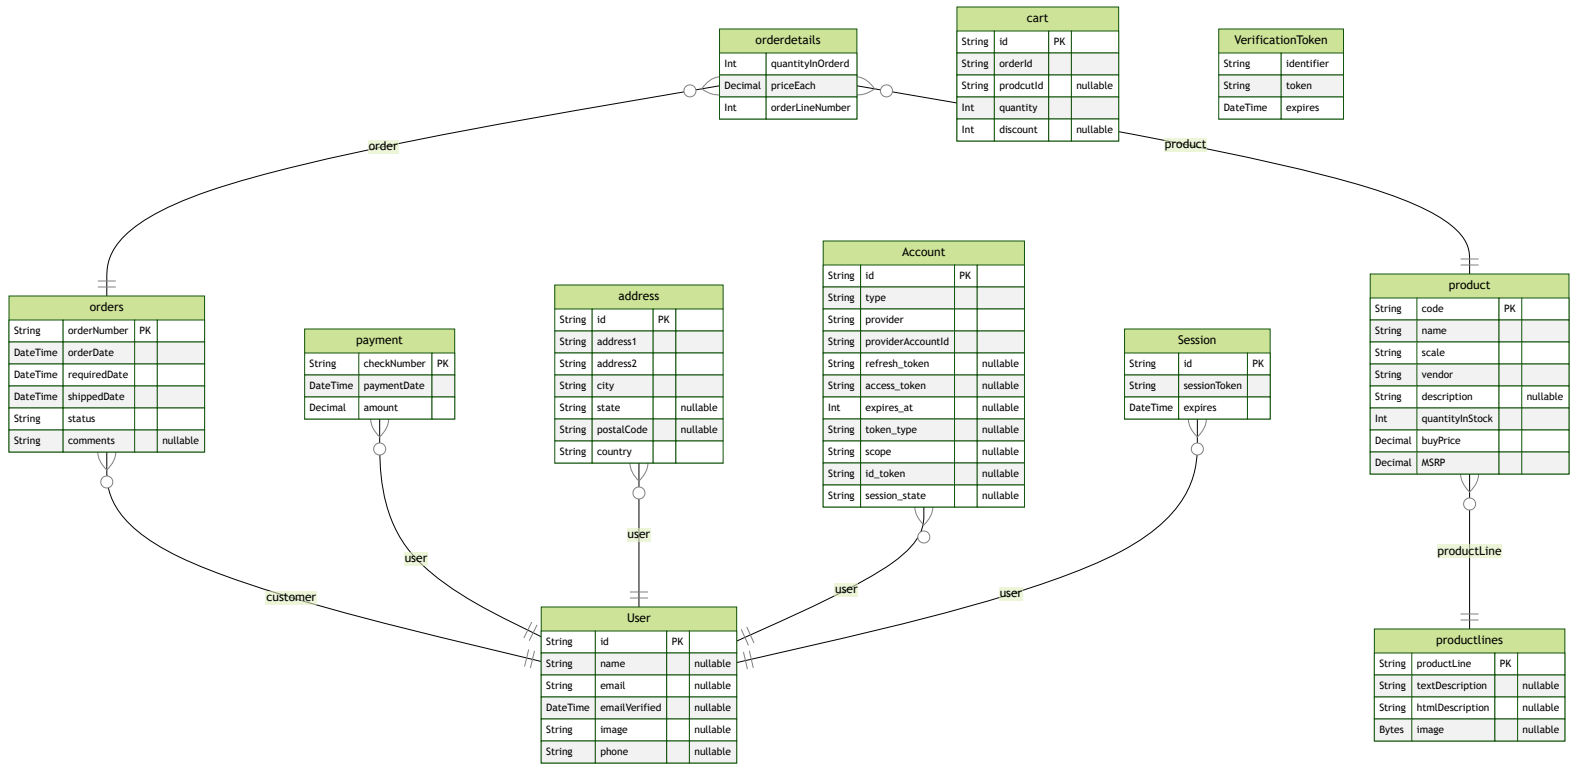 orderdetails
Int quantityInOrderd
Decimal priceEach
Int orderLineNumber
cart
String id PK
String orderId
String prodcutId nullable
Int quantity
Int discount nullable
VerificationToken
String identifier
String token
DateTime expires
order
product
orders
String orderNumber PK
DateTime orderDate
DateTime requiredDate
DateTime shippedDate
String status
String comments nullable
payment
String checkNumber PK
DateTime paymentDate
Decimal amount
address
String id PK
String address1
String address2
String city
String state nullable
String postalCode nullable
String country
Account
String id PK
String type
String provider
String providerAccountId
String refresh_token nullable
String access_token nullable
Int expires_at nullable
String token_type nullable
String scope nullable
String id_token nullable
String session_state nullable
Session
String id PK
String sessionToken
DateTime expires
product
String code PK
String name
String scale
String vendor
String description nullable
Int quantityInStock
Decimal buyPrice
Decimal MSRP
customer
user
user
user
user
productLine
User
String id PK
String name nullable
String email nullable
DateTime emailVerified nullable
String image nullable
String phone nullable
productlines
String productLine PK
String textDescription nullable
String htmlDescription nullable
Bytes image nullable